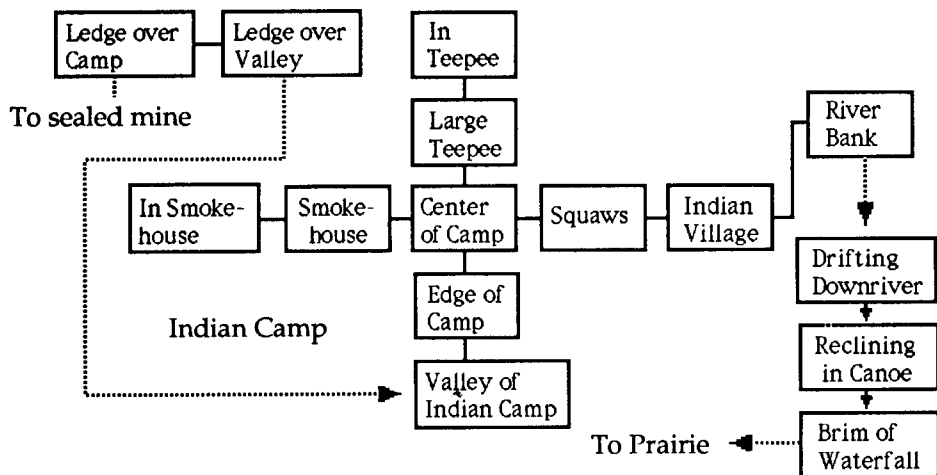 Ledge over
Camp
Ledge over
Valley
In
Teepee
To sealed mine
Large
Teepee
River
Bank
In Smoke-
house
Smoke-
house
Center
of Camp
Squaws
Indian
Village
Drifting
Downriver
Edge of
Camp
Indian Camp
Reclining
in Canoe
Valley of
Indian Camp
To Prairie
Brim of
Waterfall